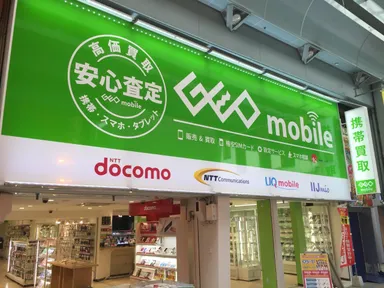 高価買取
安心査定
GEO mobile
携帯・スマホ・タブレット
GEO mobile
販売&買取
格安SIMカード
携帯買取
NTT
docomo
NTT Communications
UQ mobile
IIJmio